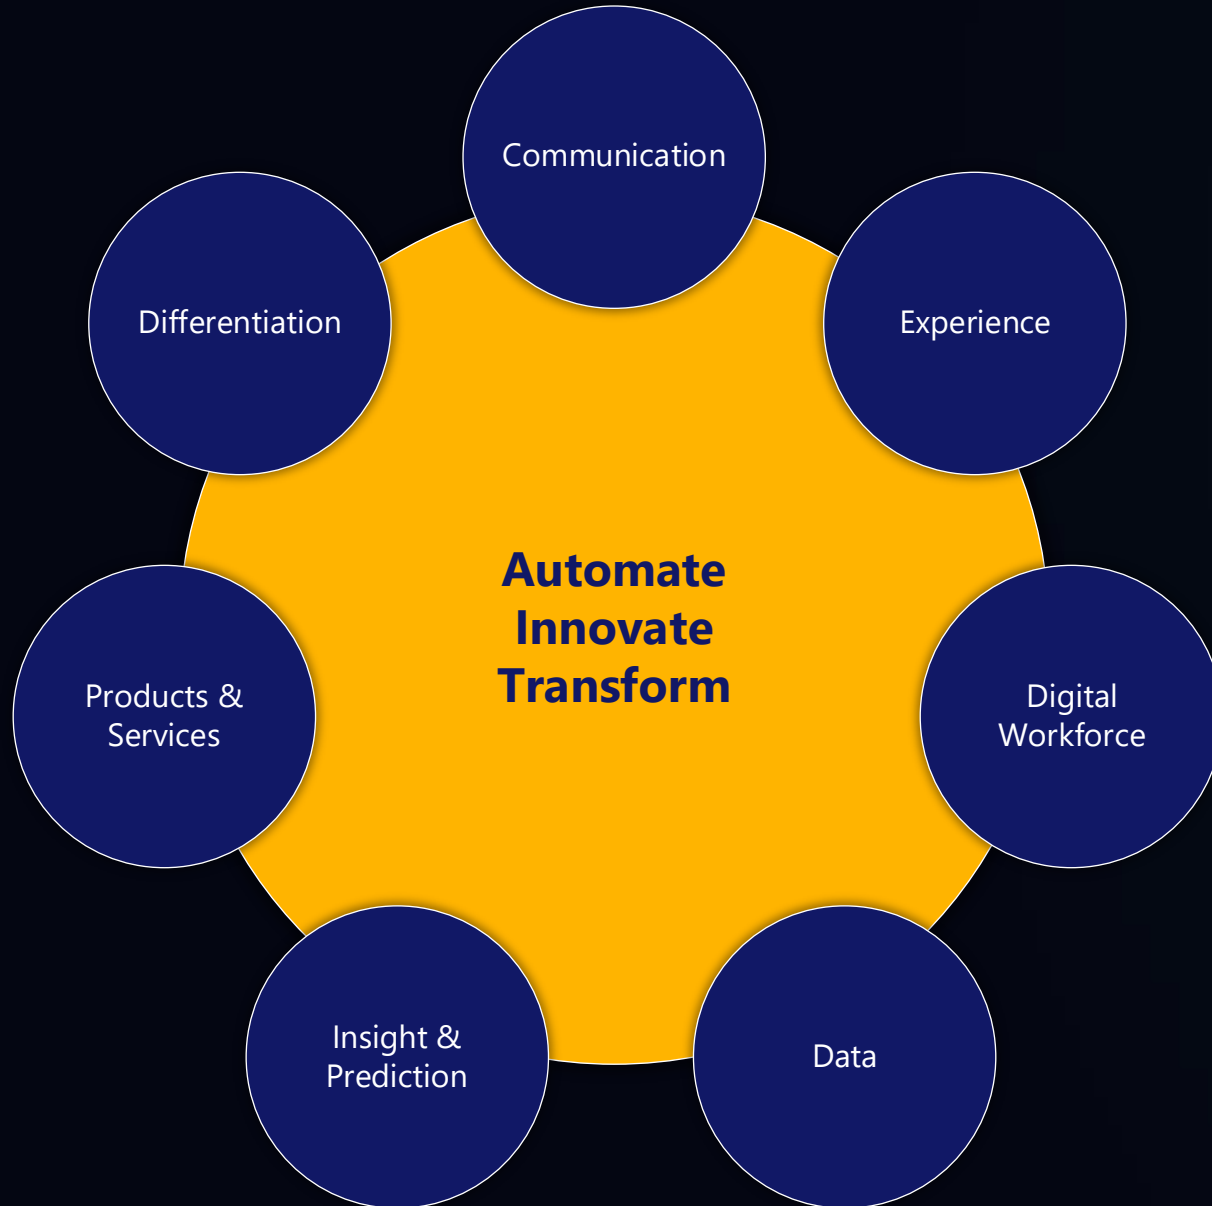 Communication
Differentiation
Experience
Automate
Innovate
Transform
Products &
Services
Digital
Workforce
Insight &
Prediction
Data